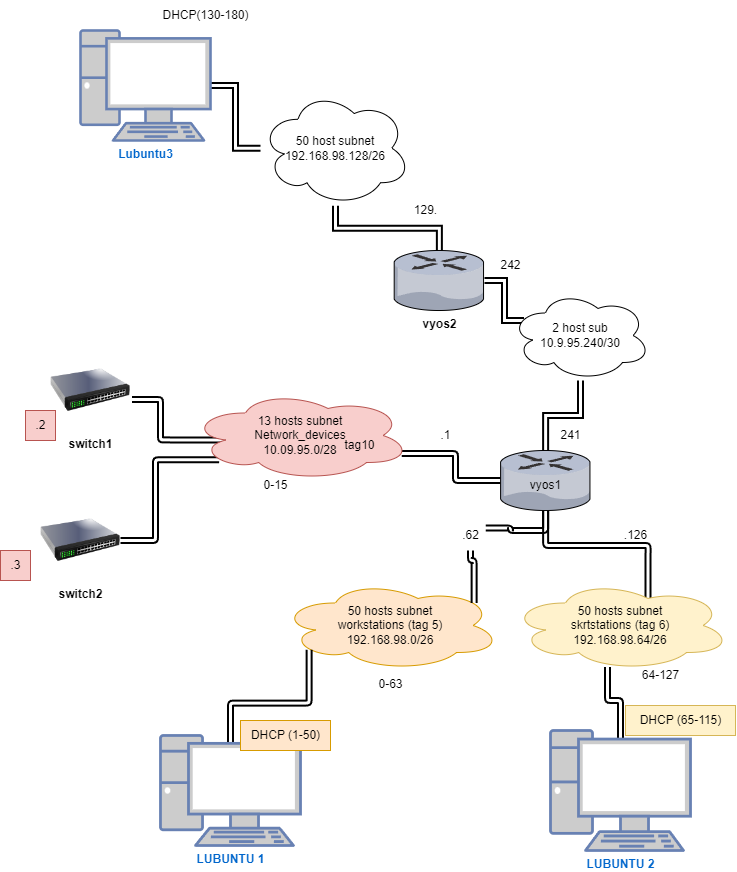 DHCP(130-180)
Lubuntu3
50 host subnet
192.168.98.128/26
129.
242
vyos2
2 host sub
10.9.95.240/30
.2
switch1
13 hosts subnet
Network_devices
tag10
10.09.95.0/28
0-15
.1
241
vyos1
.3
switch2
.62
.126
50 hosts subnet
workstations (tag 5)
192.168.98.0/26
0-63
50 hosts subnet
skrtstations (tag 6)
192.168.98.64/26
64-127
DHCP (1-50)
DHCP (65-115)
LUBUNTU 1
LUBUNTU 2